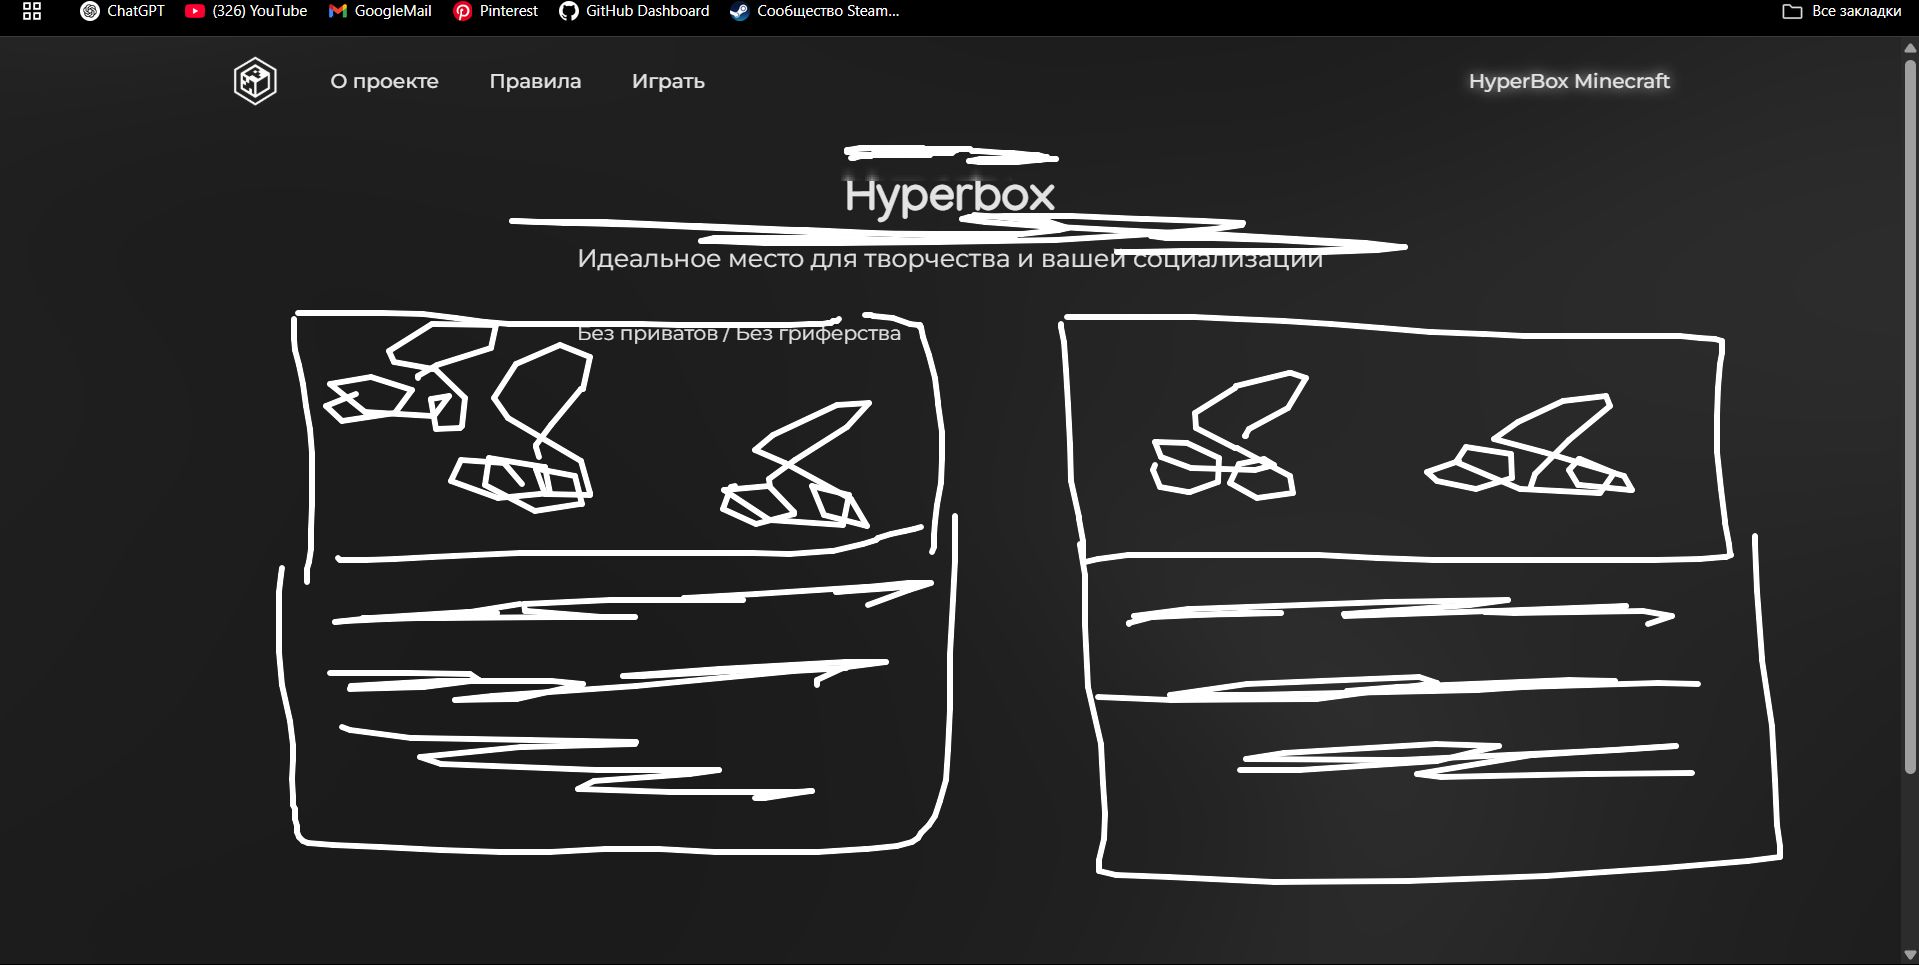 ChatGPT (326) YouTube GoogleMail Pinterest GitHub Dashboard Сообщество Steam... Все закладки
О проекте Правила Играть HyperBox Minecraft
Hyperbox
Идеальное место для творчества и вашей социализации
Без приватов / Без гриферства